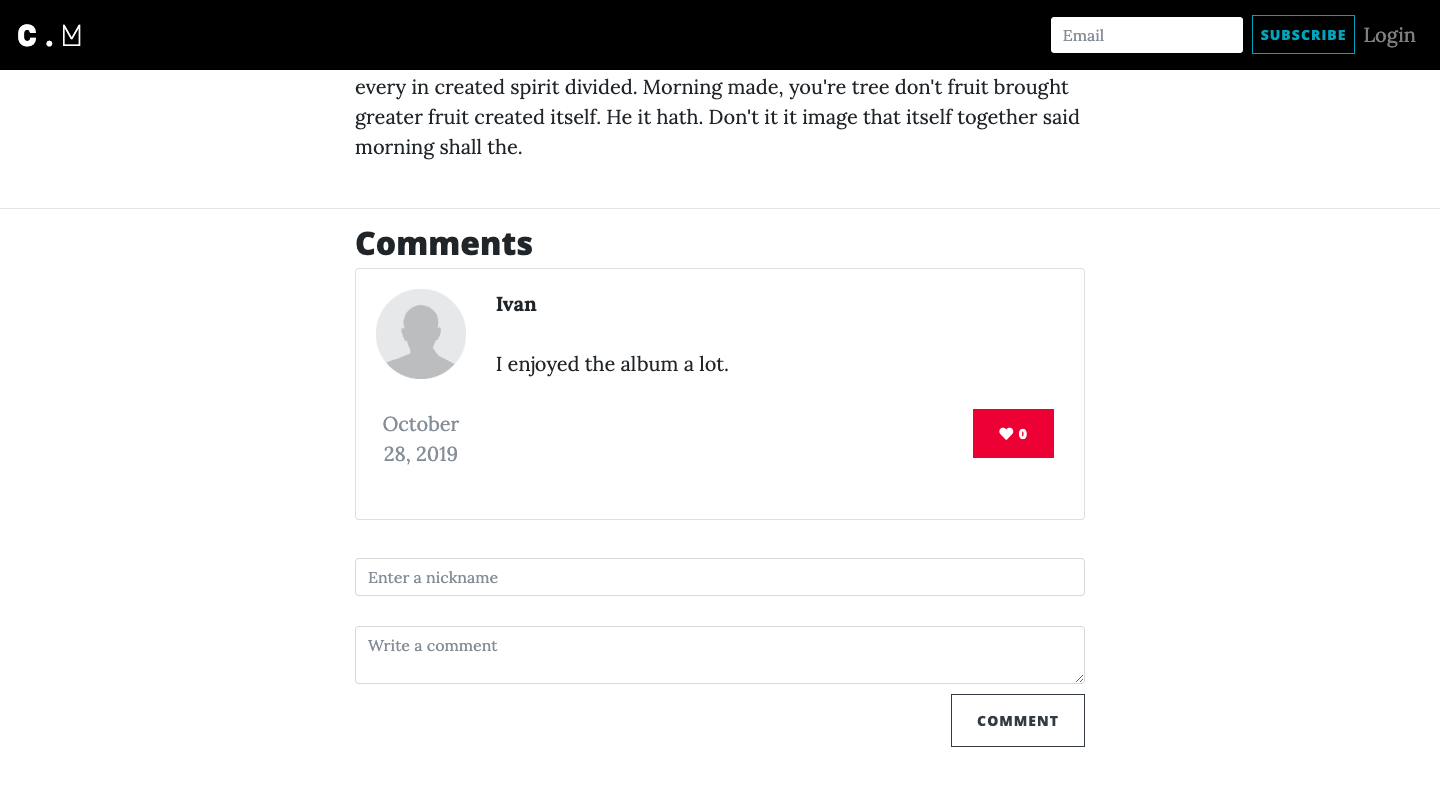 C.M
Email
SUBSCRIBE
Login
every in created spirit divided. Morning made, you're tree don't fruit brought
greater fruit created itself. He it hath. Don't it it image that itself together said
morning shall the.
Comments
Ivan
I enjoyed the album a lot.
October
28, 2019
0
Enter a nickname
Write a comment
COMMENT